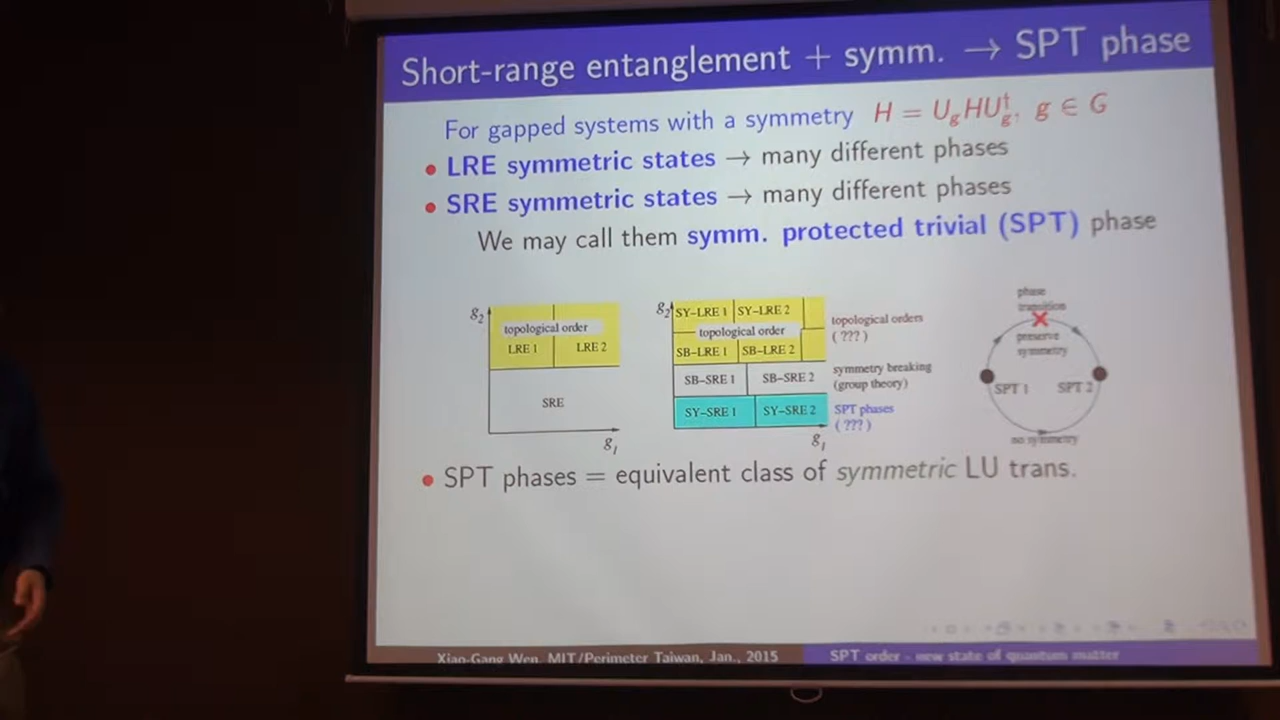 Short-range entanglement + symm. → SPT phase
For gapped systems with a symmetry H = U_g H U_g^†, g ∈ G
• LRE symmetric states → many different phases
• SRE symmetric states → many different phases
We may call them symm. protected trivial (SPT) phase
g₂
topological order
LRE 1 LRE 2
SRE
g₁
g₂
SY-LRE 1 SY-LRE 2
topological order
SB-LRE 1 SB-LRE 2
SB-SRE 1 SB-SRE 2
SY-SRE 1 SY-SRE 2
g₁
topological orders
(???)
symmetry breaking
(group theory)
SPT phases
(???)
phase
transition
preserve
symmetry
SPT 1 SPT 2
no symmetry
• SPT phases = equivalent class of symmetric LU trans.
Xiao-Gang Wen, MIT/Perimeter Taiwan, Jan., 2015 SPT order - new state of quantum matter